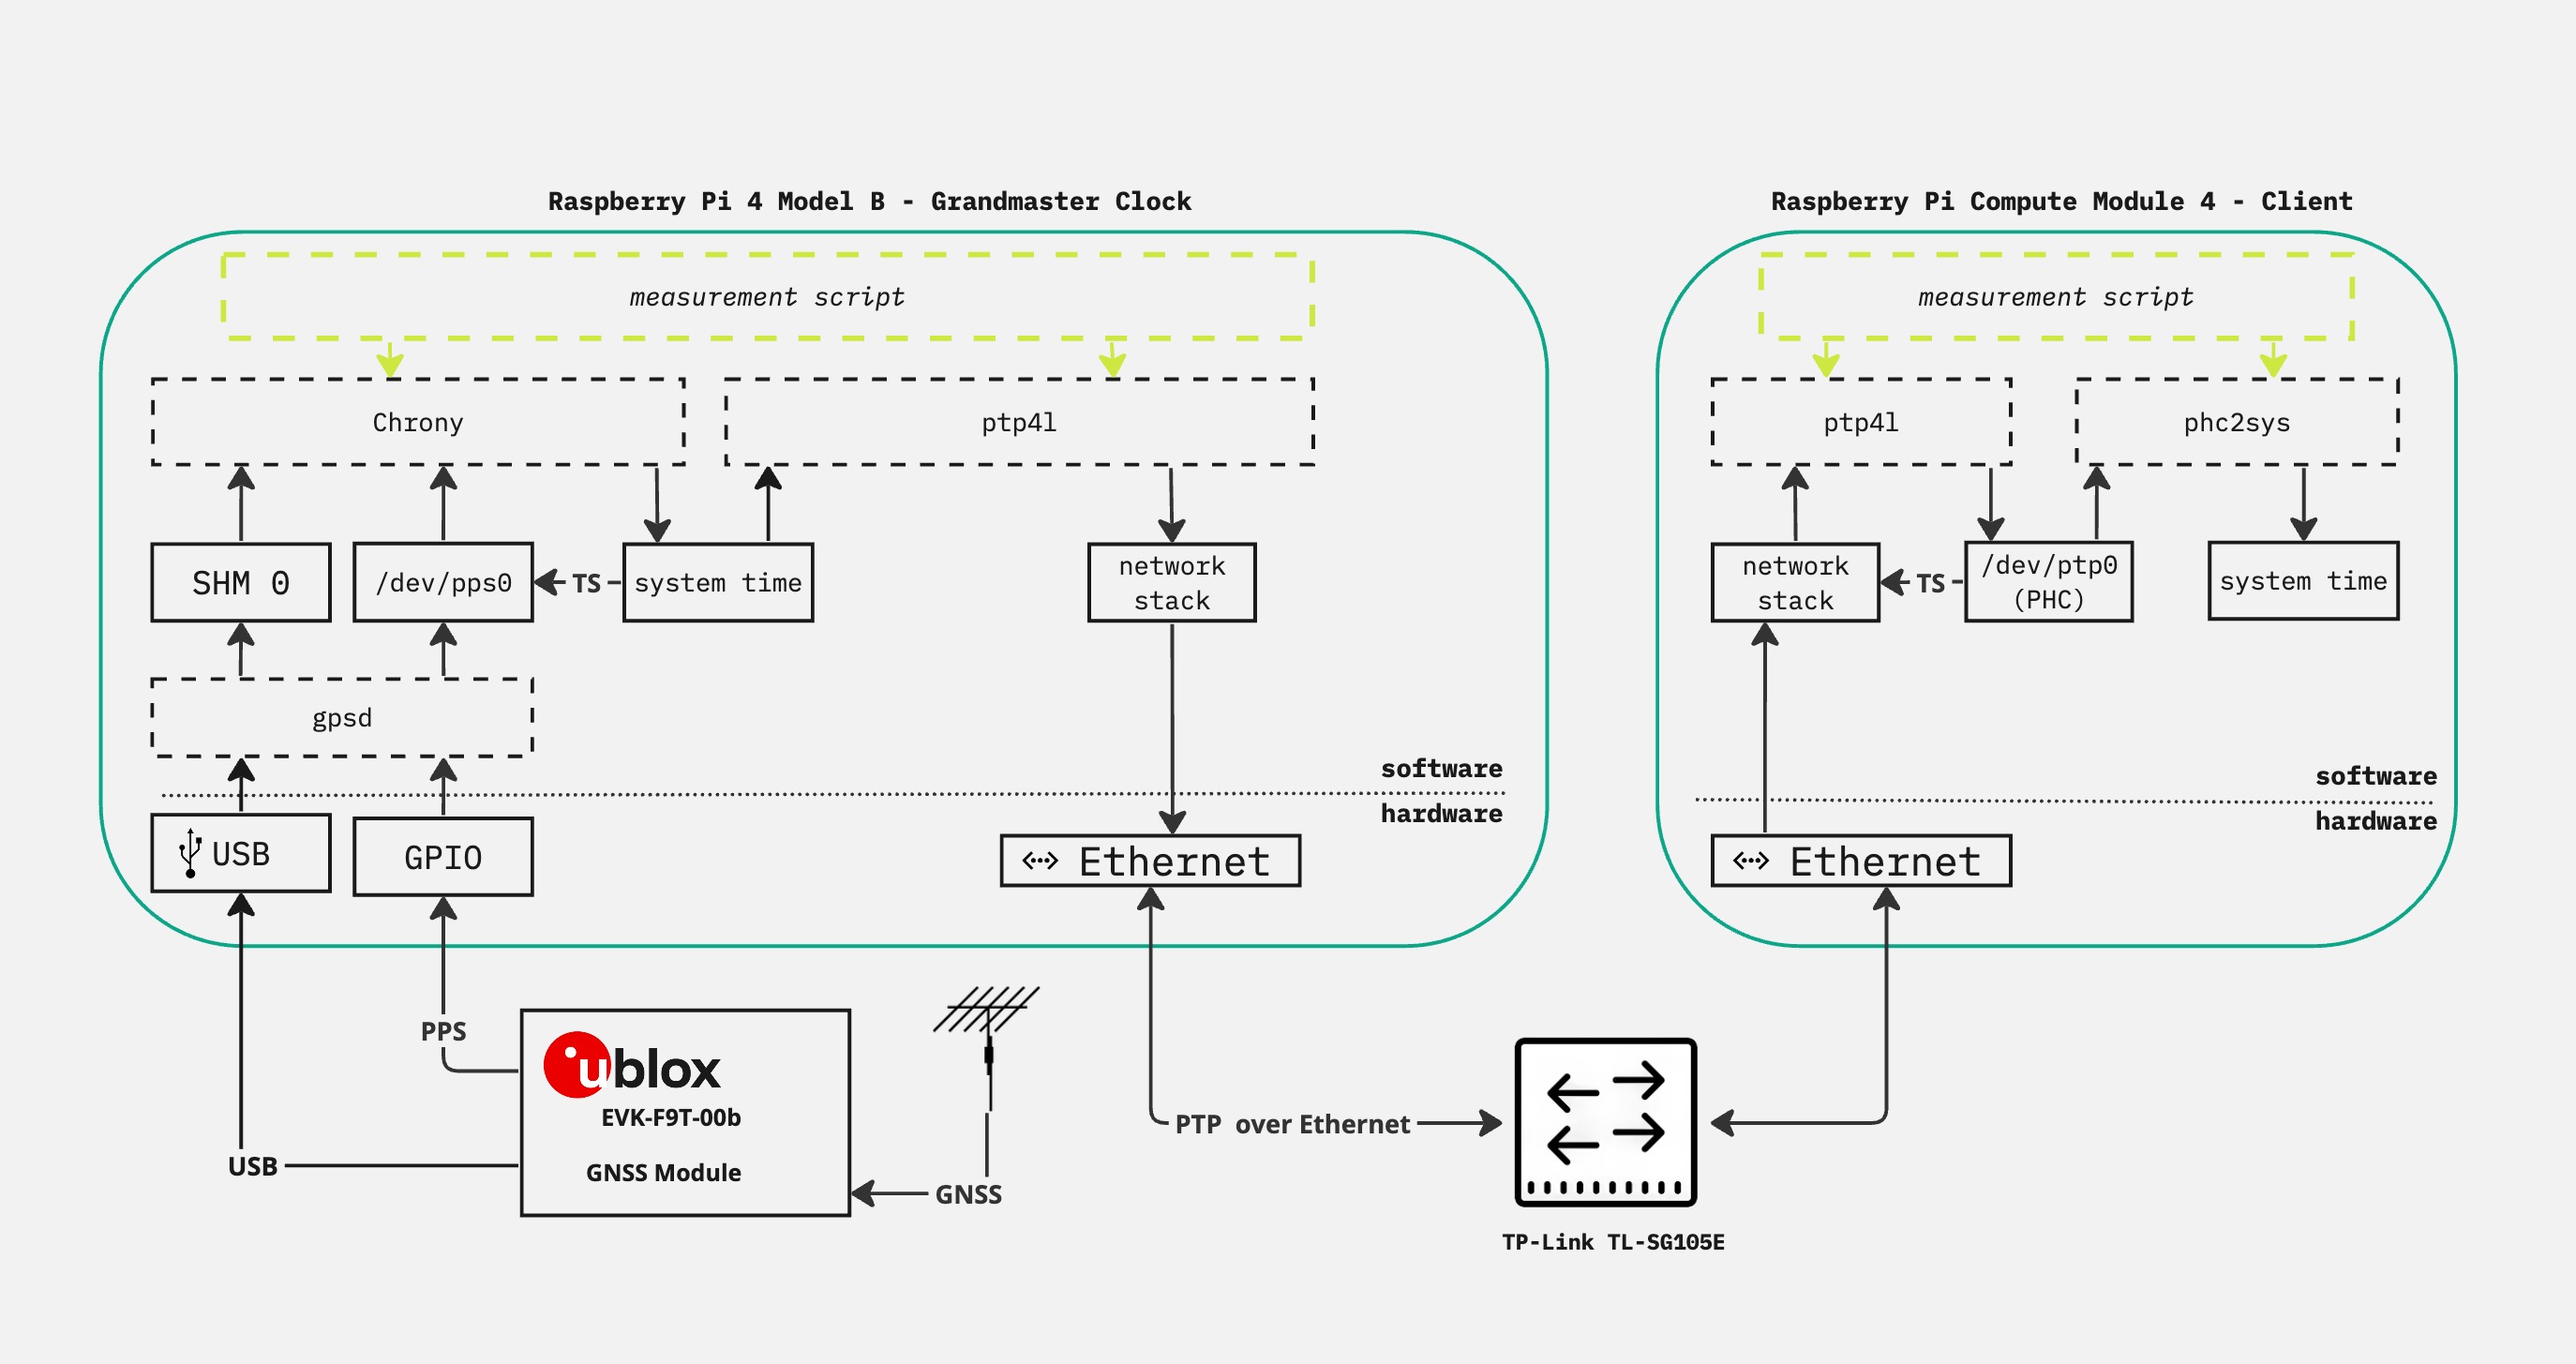 Raspberry Pi 4 Model B - Grandmaster Clock
Raspberry Pi Compute Module 4 - Client
measurement script
measurement script
Chrony
ptp4l
ptp4l
phc2sys
SHM 0
/dev/pps0
TS
system time
network
stack
network
stack
TS
/dev/ptp0
(PHC)
system time
gpsd
software
hardware
software
hardware
USB
GPIO
Ethernet
Ethernet
PPS
ublox
EVK-F9T-00b
GNSS Module
USB
GNSS
PTP over Ethernet
TP-Link TL-SG105E